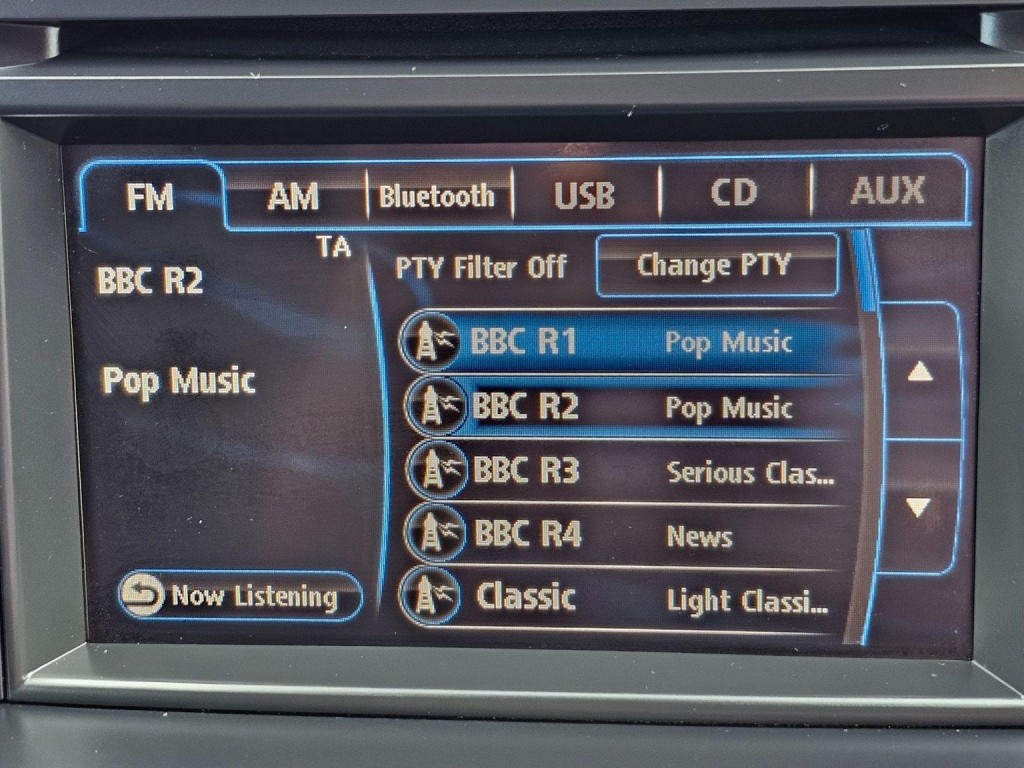 FM AM Bluetooth USB CD AUX
TA
BBC R2
Pop Music
Now Listening
PTY Filter Off Change PTY
BBC R1 Pop Music
BBC R2 Pop Music
BBC R3 Serious Clas...
BBC R4 News
Classic Light Classi...